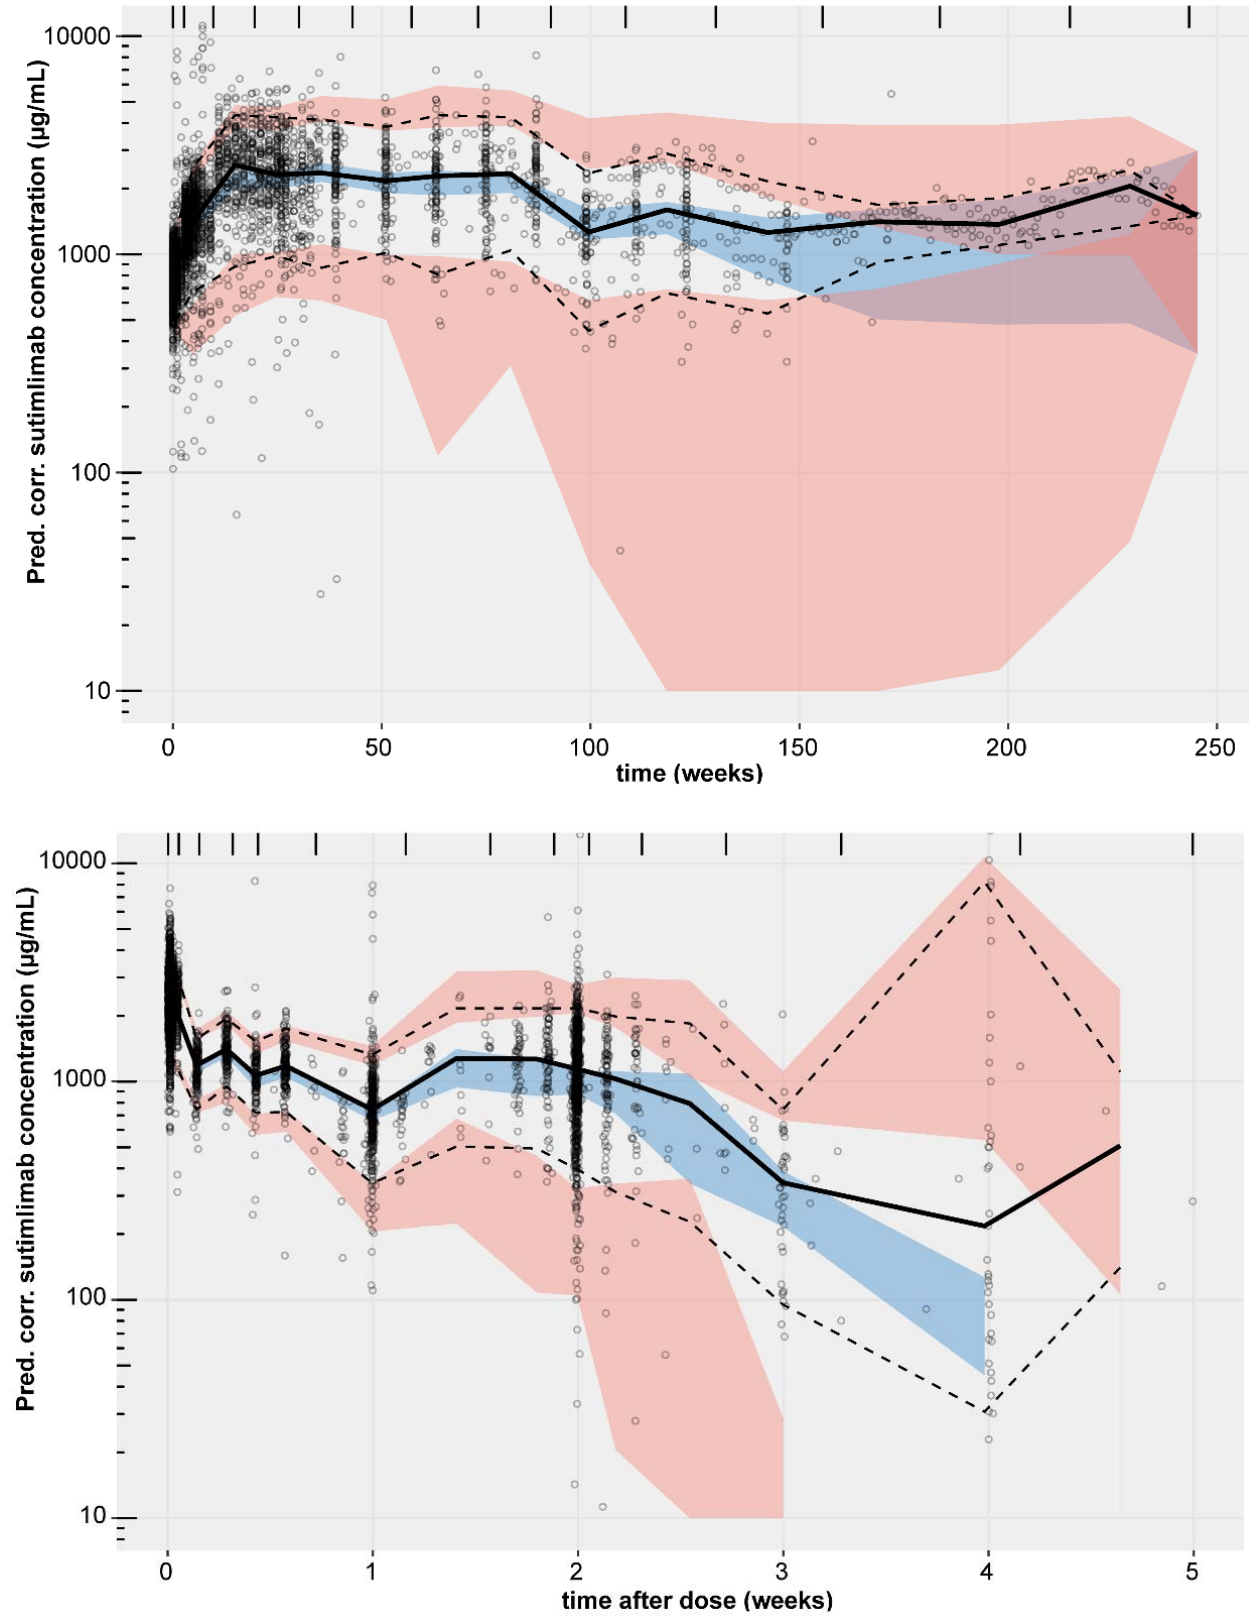 Pred. corr. sutimlimab concentration (µg/mL)
10000
1000
100
10
0 50 100 150 200 250
time (weeks)
Pred. corr. sutimlimab concentration (µg/mL)
10000
1000
100
10
0 1 2 3 4 5
time after dose (weeks)